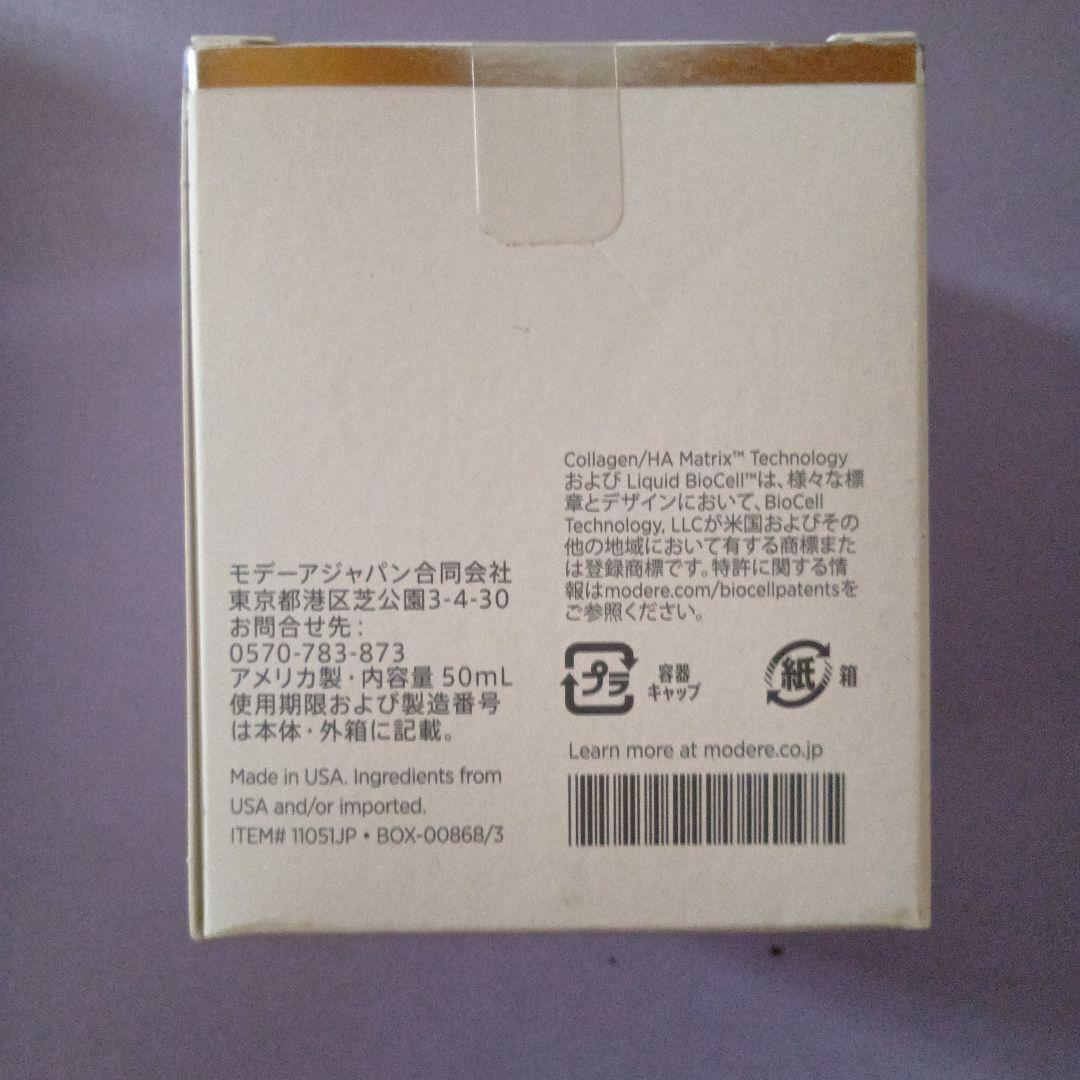 モデーアジャパン合同会社
東京都港区芝公園3-4-30
お問合せ先:
0570-783-873
アメリカ製・内容量 50mL
使用期限および製造番号
は本体・外箱に記載。
Made in USA. Ingredients from
USA and/or imported.
ITEM# 11051JP • BOX-00868/3
Collagen/HA Matrix™ Technology
および Liquid BioCell™は、様々な標
章とデザインにおいて、BioCell
Technology, LLCが米国およびその
他の地域において有する商標また
は登録商標です。特許に関する情
報はmodere.com/biocellpatentsを
ご参照ください。
プラ
容器
キャップ
紙
箱
Learn more at modere.co.jp